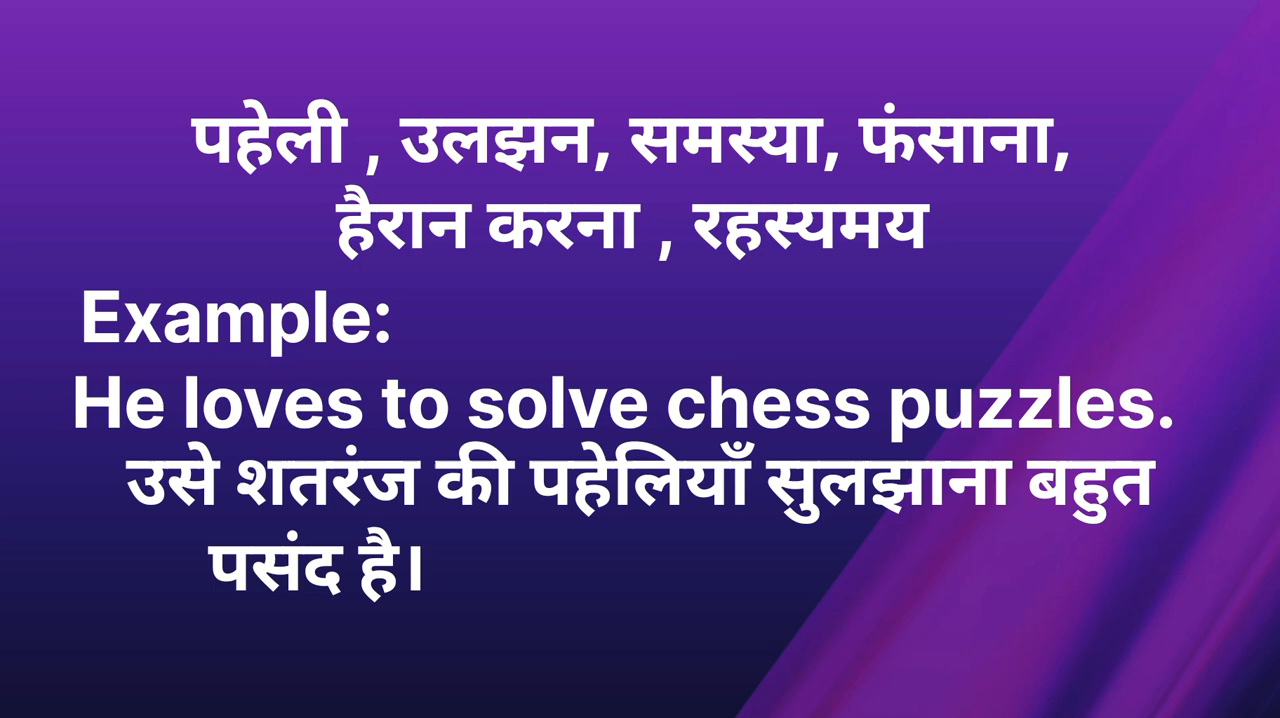 पहेली , उलझन, समस्या, फंसाना,
हैरान करना , रहस्यमय
Example:
He loves to solve chess puzzles.
उसे शतरंज की पहेलियाँ सुलझाना बहुत
पसंद है।